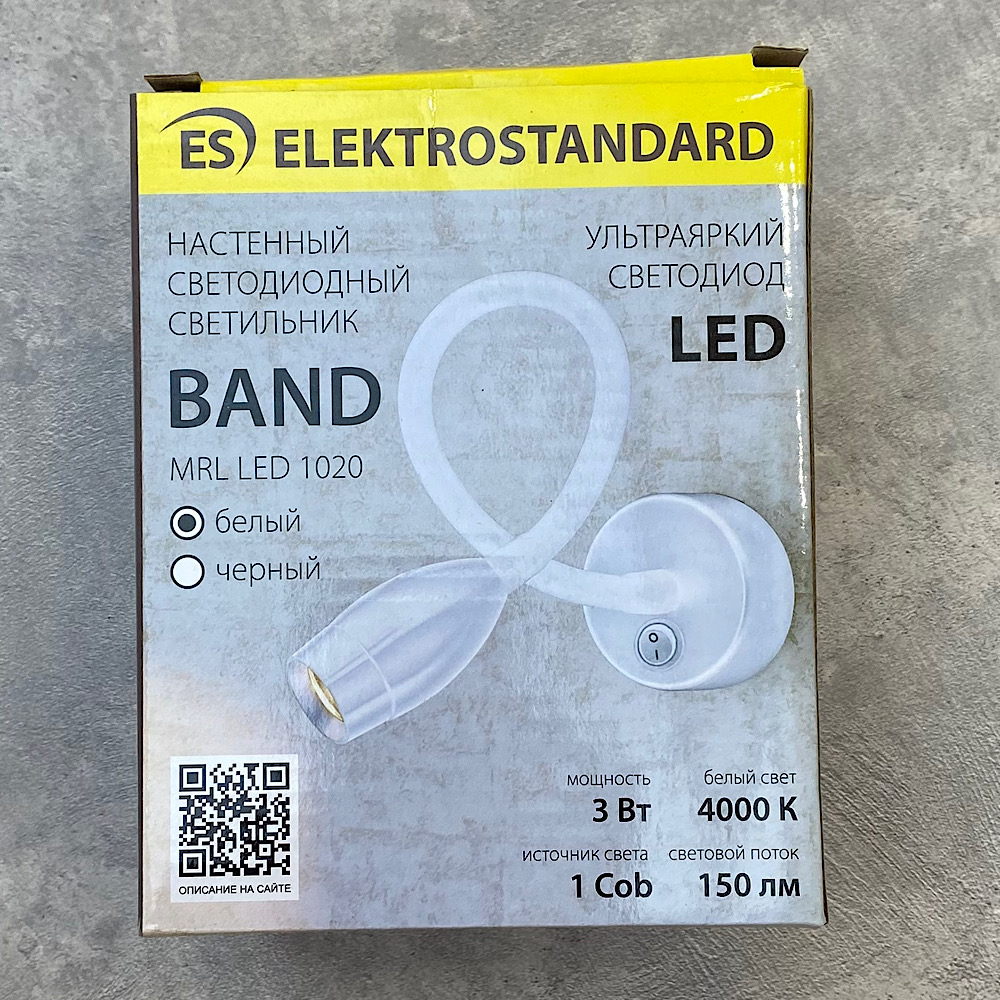 ES ELEKTROSTANDARD
НАСТЕННЫЙ
СВЕТОДИОДНЫЙ
СВЕТИЛЬНИК
BAND
MRL LED 1020
белый
черный
УЛЬТРАЯРКИЙ
СВЕТОДИОД
LED
O
I
мощность
3 Вт
белый свет
4000 К
источник света
1 Cob
световой поток
150 лм
ОПИСАНИЕ НА САЙТЕ